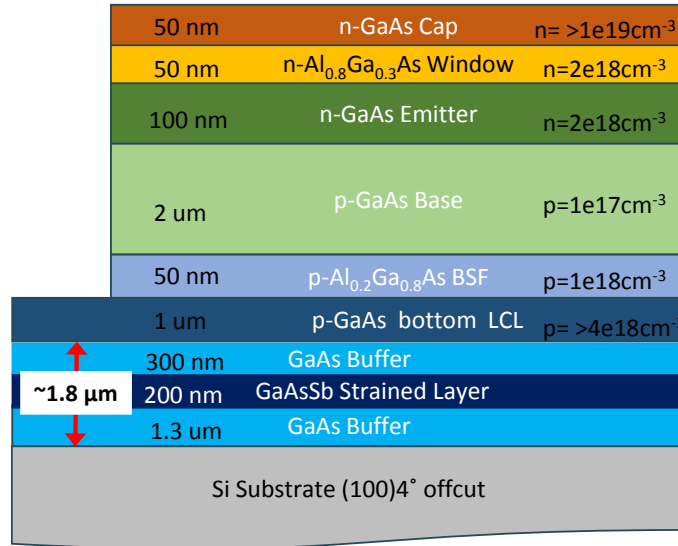 50 nm n-GaAs Cap n= >1e19cm-3
50 nm n-Al0.8Ga0.3As Window n=2e18cm-3
100 nm n-GaAs Emitter n=2e18cm-3
2 um p-GaAs Base p=1e17cm-3
50 nm p-Al0.2Ga0.8As BSF p=1e18cm-3
1 um p-GaAs bottom LCL p= >4e18cm-
300 nm GaAs Buffer
~1.8 µm 200 nm GaAsSb Strained Layer
1.3 um GaAs Buffer
Si Substrate (100)4˚ offcut